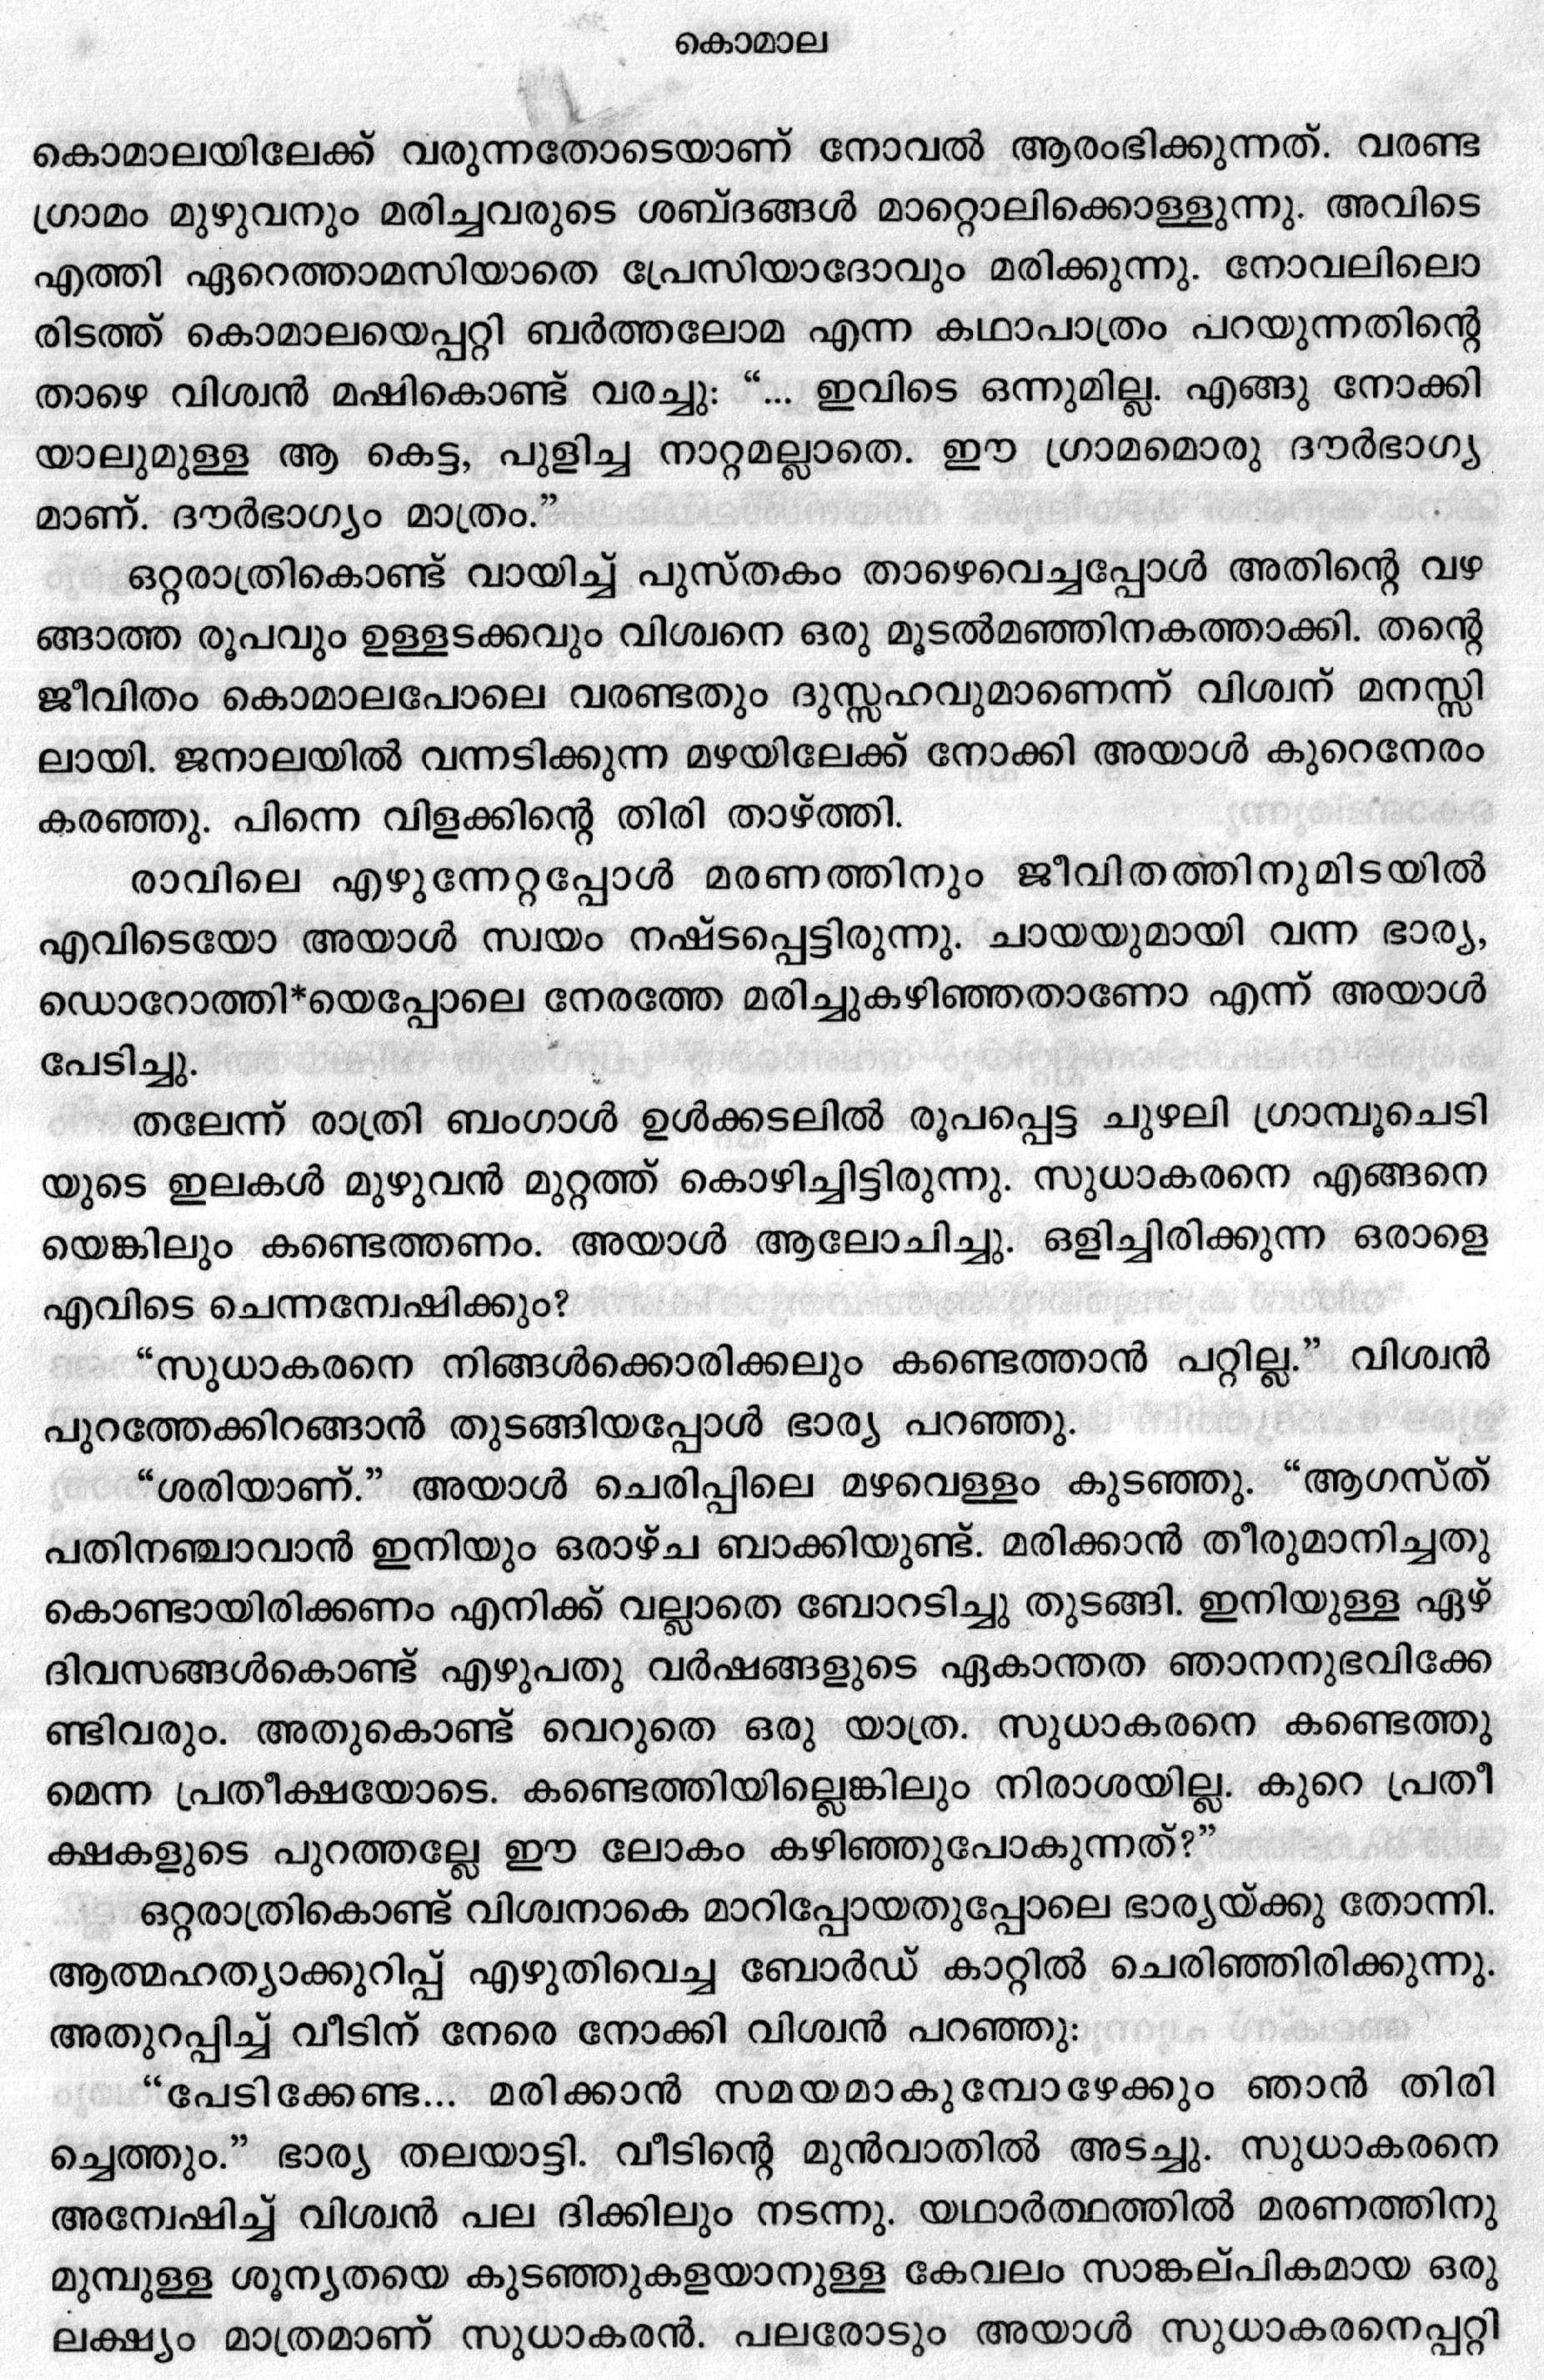 കൊമാല
കൊമാലയിലേക്ക് വരുന്നതോടെയാണ് നോവൽ ആരംഭിക്കുന്നത്. വരണ്ട
ഗ്രാമം മുഴുവനും മരിച്ചവരുടെ ശബ്ദങ്ങൾ മാറ്റൊലിക്കൊള്ളുന്നു. അവിടെ
എത്തി ഏറെത്താമസിയാതെ പ്രേസിയാദോവും മരിക്കുന്നു. നോവലിലൊ
രിടത്ത് കൊമാലയെപ്പറ്റി ബർത്തലോമ എന്ന കഥാപാത്രം പറയുന്നതിന്റെ
താഴെ വിശ്വൻ മഷികൊണ്ട് വരച്ചു: “... ഇവിടെ ഒന്നുമില്ല. എങ്ങു നോക്കി
യാലുമുള്ള ആ കെട്ട, പുളിച്ച നാറ്റമല്ലാതെ. ഈ ഗ്രാമമൊരു ദൗർഭാഗ്യ
മാണ്. ദൗർഭാഗ്യം മാത്രം.”
ഒറ്റരാത്രികൊണ്ട് വായിച്ച് പുസ്തകം താഴെവെച്ചപ്പോൾ അതിന്റെ വഴ
ങ്ങാത്ത രൂപവും ഉള്ളടക്കവും വിശ്വനെ ഒരു മൂടൽമഞ്ഞിനകത്താക്കി. തന്റെ
ജീവിതം കൊമാലപോലെ വരണ്ടതും ദുസ്സഹവുമാണെന്ന് വിശ്വന് മനസ്സി
ലായി. ജനാലയിൽ വന്നടിക്കുന്ന മഴയിലേക്ക് നോക്കി അയാൾ കുറെനേരം
കരഞ്ഞു. പിന്നെ വിളക്കിന്റെ തിരി താഴ്ത്തി.
രാവിലെ എഴുന്നേറ്റപ്പോൾ മരണത്തിനും ജീവിതത്തിനുമിടയിൽ
എവിടെയോ അയാൾ സ്വയം നഷ്ടപ്പെട്ടിരുന്നു. ചായയുമായി വന്ന ഭാര്യ,
ഡൊറോത്തി*യെപ്പോലെ നേരത്തേ മരിച്ചുകഴിഞ്ഞതാണോ എന്ന് അയാൾ
പേടിച്ചു.
തലേന്ന് രാത്രി ബംഗാൾ ഉൾക്കടലിൽ രൂപപ്പെട്ട ചുഴലി ഗ്രാമ്പൂചെടി
യുടെ ഇലകൾ മുഴുവൻ മുറ്റത്ത് കൊഴിച്ചിട്ടിരുന്നു. സുധാകരനെ എങ്ങനെ
യെങ്കിലും കണ്ടെത്തണം. അയാൾ ആലോചിച്ചു. ഒളിച്ചിരിക്കുന്ന ഒരാളെ
എവിടെ ചെന്നന്വേഷിക്കും?
“സുധാകരനെ നിങ്ങൾക്കൊരിക്കലും കണ്ടെത്താൻ പറ്റില്ല.” വിശ്വൻ
പുറത്തേക്കിറങ്ങാൻ തുടങ്ങിയപ്പോൾ ഭാര്യ പറഞ്ഞു.
“ശരിയാണ്.” അയാൾ ചെരിപ്പിലെ മഴവെള്ളം കുടഞ്ഞു. “ആഗസ്ത്
പതിനഞ്ചാവാൻ ഇനിയും ഒരാഴ്ച ബാക്കിയുണ്ട്. മരിക്കാൻ തീരുമാനിച്ചതു
കൊണ്ടായിരിക്കണം എനിക്ക് വല്ലാതെ ബോറടിച്ചു തുടങ്ങി. ഇനിയുള്ള ഏഴ്
ദിവസങ്ങൾകൊണ്ട് എഴുപതു വർഷങ്ങളുടെ ഏകാന്തത ഞാനനുഭവിക്കേ
ണ്ടിവരും. അതുകൊണ്ട് വെറുതെ ഒരു യാത്ര. സുധാകരനെ കണ്ടെത്തു
മെന്ന പ്രതീക്ഷയോടെ. കണ്ടെത്തിയില്ലെങ്കിലും നിരാശയില്ല. കുറെ പ്രതീ
ക്ഷകളുടെ പുറത്തല്ലേ ഈ ലോകം കഴിഞ്ഞുപോകുന്നത്?”
ഒറ്റരാത്രികൊണ്ട് വിശ്വനാകെ മാറിപ്പോയതുപ്പോലെ ഭാര്യയ്ക്കു തോന്നി.
ആത്മഹത്യാക്കുറിപ്പ് എഴുതിവെച്ച ബോർഡ് കാറ്റിൽ ചെരിഞ്ഞിരിക്കുന്നു.
അതുറപ്പിച്ച് വീടിന് നേരെ നോക്കി വിശ്വൻ പറഞ്ഞു:
“പേടിക്കേണ്ട... മരിക്കാൻ സമയമാകുമ്പോഴേക്കും ഞാൻ തിരി
ച്ചെത്തും.” ഭാര്യ തലയാട്ടി. വീടിന്റെ മുൻവാതിൽ അടച്ചു. സുധാകരനെ
അന്വേഷിച്ച് വിശ്വൻ പല ദിക്കിലും നടന്നു. യഥാർത്ഥത്തിൽ മരണത്തിനു
മുമ്പുള്ള ശൂന്യതയെ കുടഞ്ഞുകളയാനുള്ള കേവലം സാങ്കല്പികമായ ഒരു
ലക്ഷ്യം മാത്രമാണ് സുധാകരൻ. പലരോടും അയാൾ സുധാകരനെപ്പറ്റി